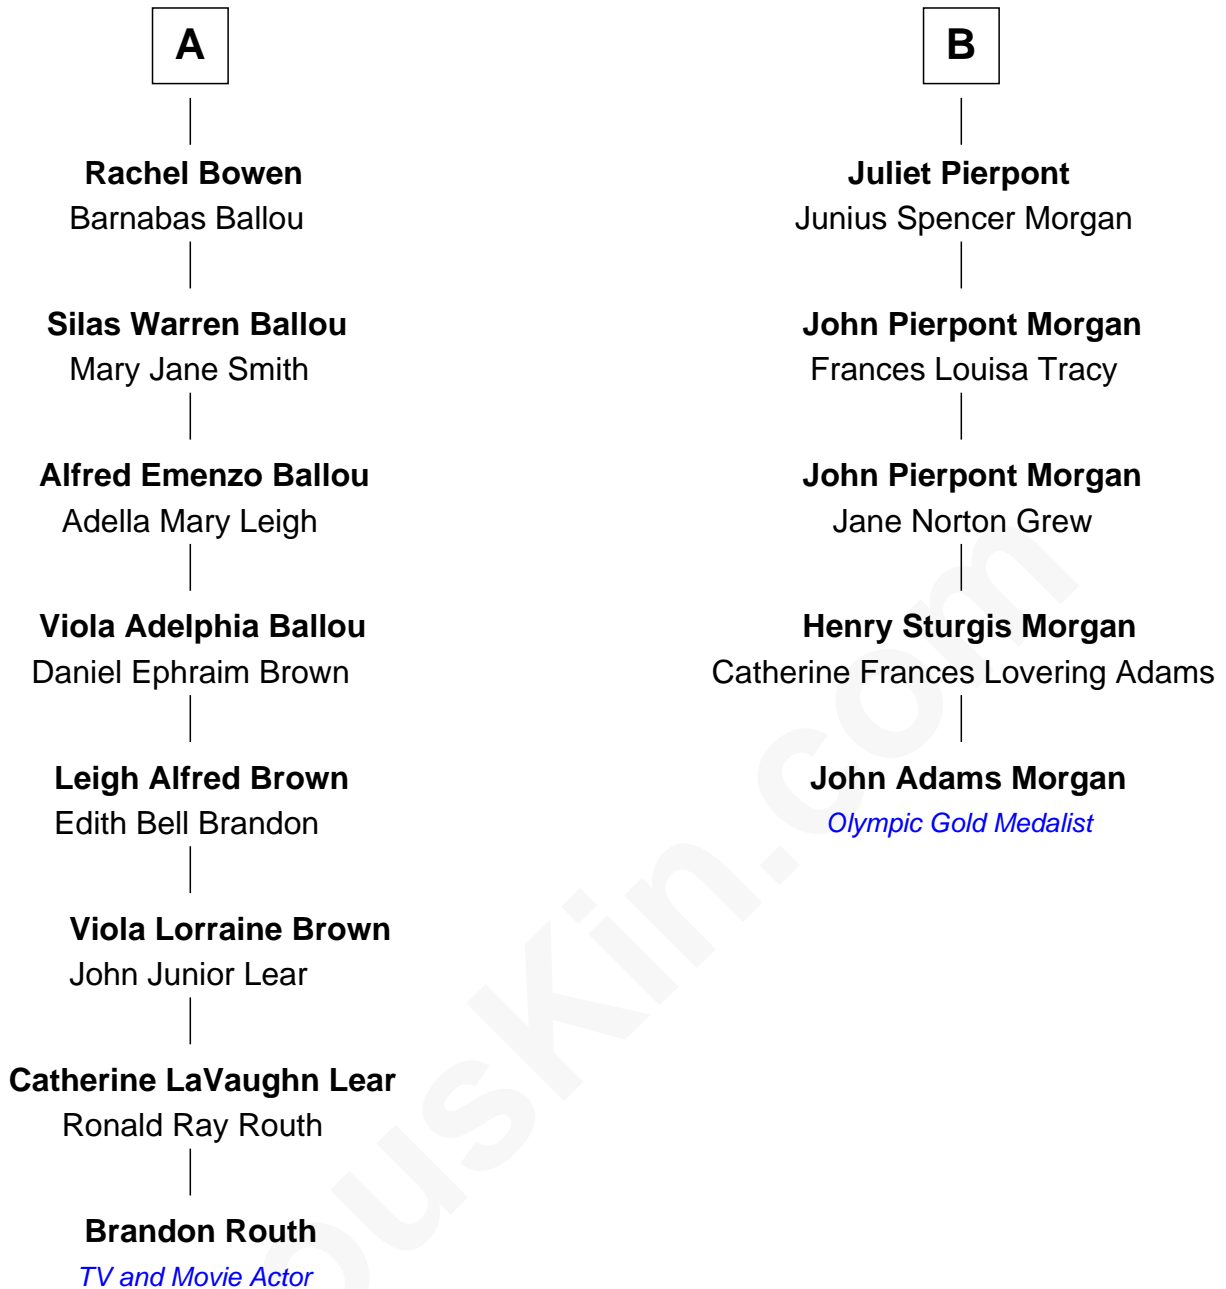 A
Rachel Bowen
Barnabas Ballou
Silas Warren Ballou
Mary Jane Smith
Alfred Emenzo Ballou
Adella Mary Leigh
Viola Adelphia Ballou
Daniel Ephraim Brown
Leigh Alfred Brown
Edith Bell Brandon
Viola Lorraine Brown
John Junior Lear
Catherine LaVaughn Lear
Ronald Ray Routh
Brandon Routh
TV and Movie Actor
B
Juliet Pierpont
Junius Spencer Morgan
John Pierpont Morgan
Frances Louisa Tracy
John Pierpont Morgan
Jane Norton Grew
Henry Sturgis Morgan
Catherine Frances Lovering Adams
John Adams Morgan
Olympic Gold Medalist
ousKin.com